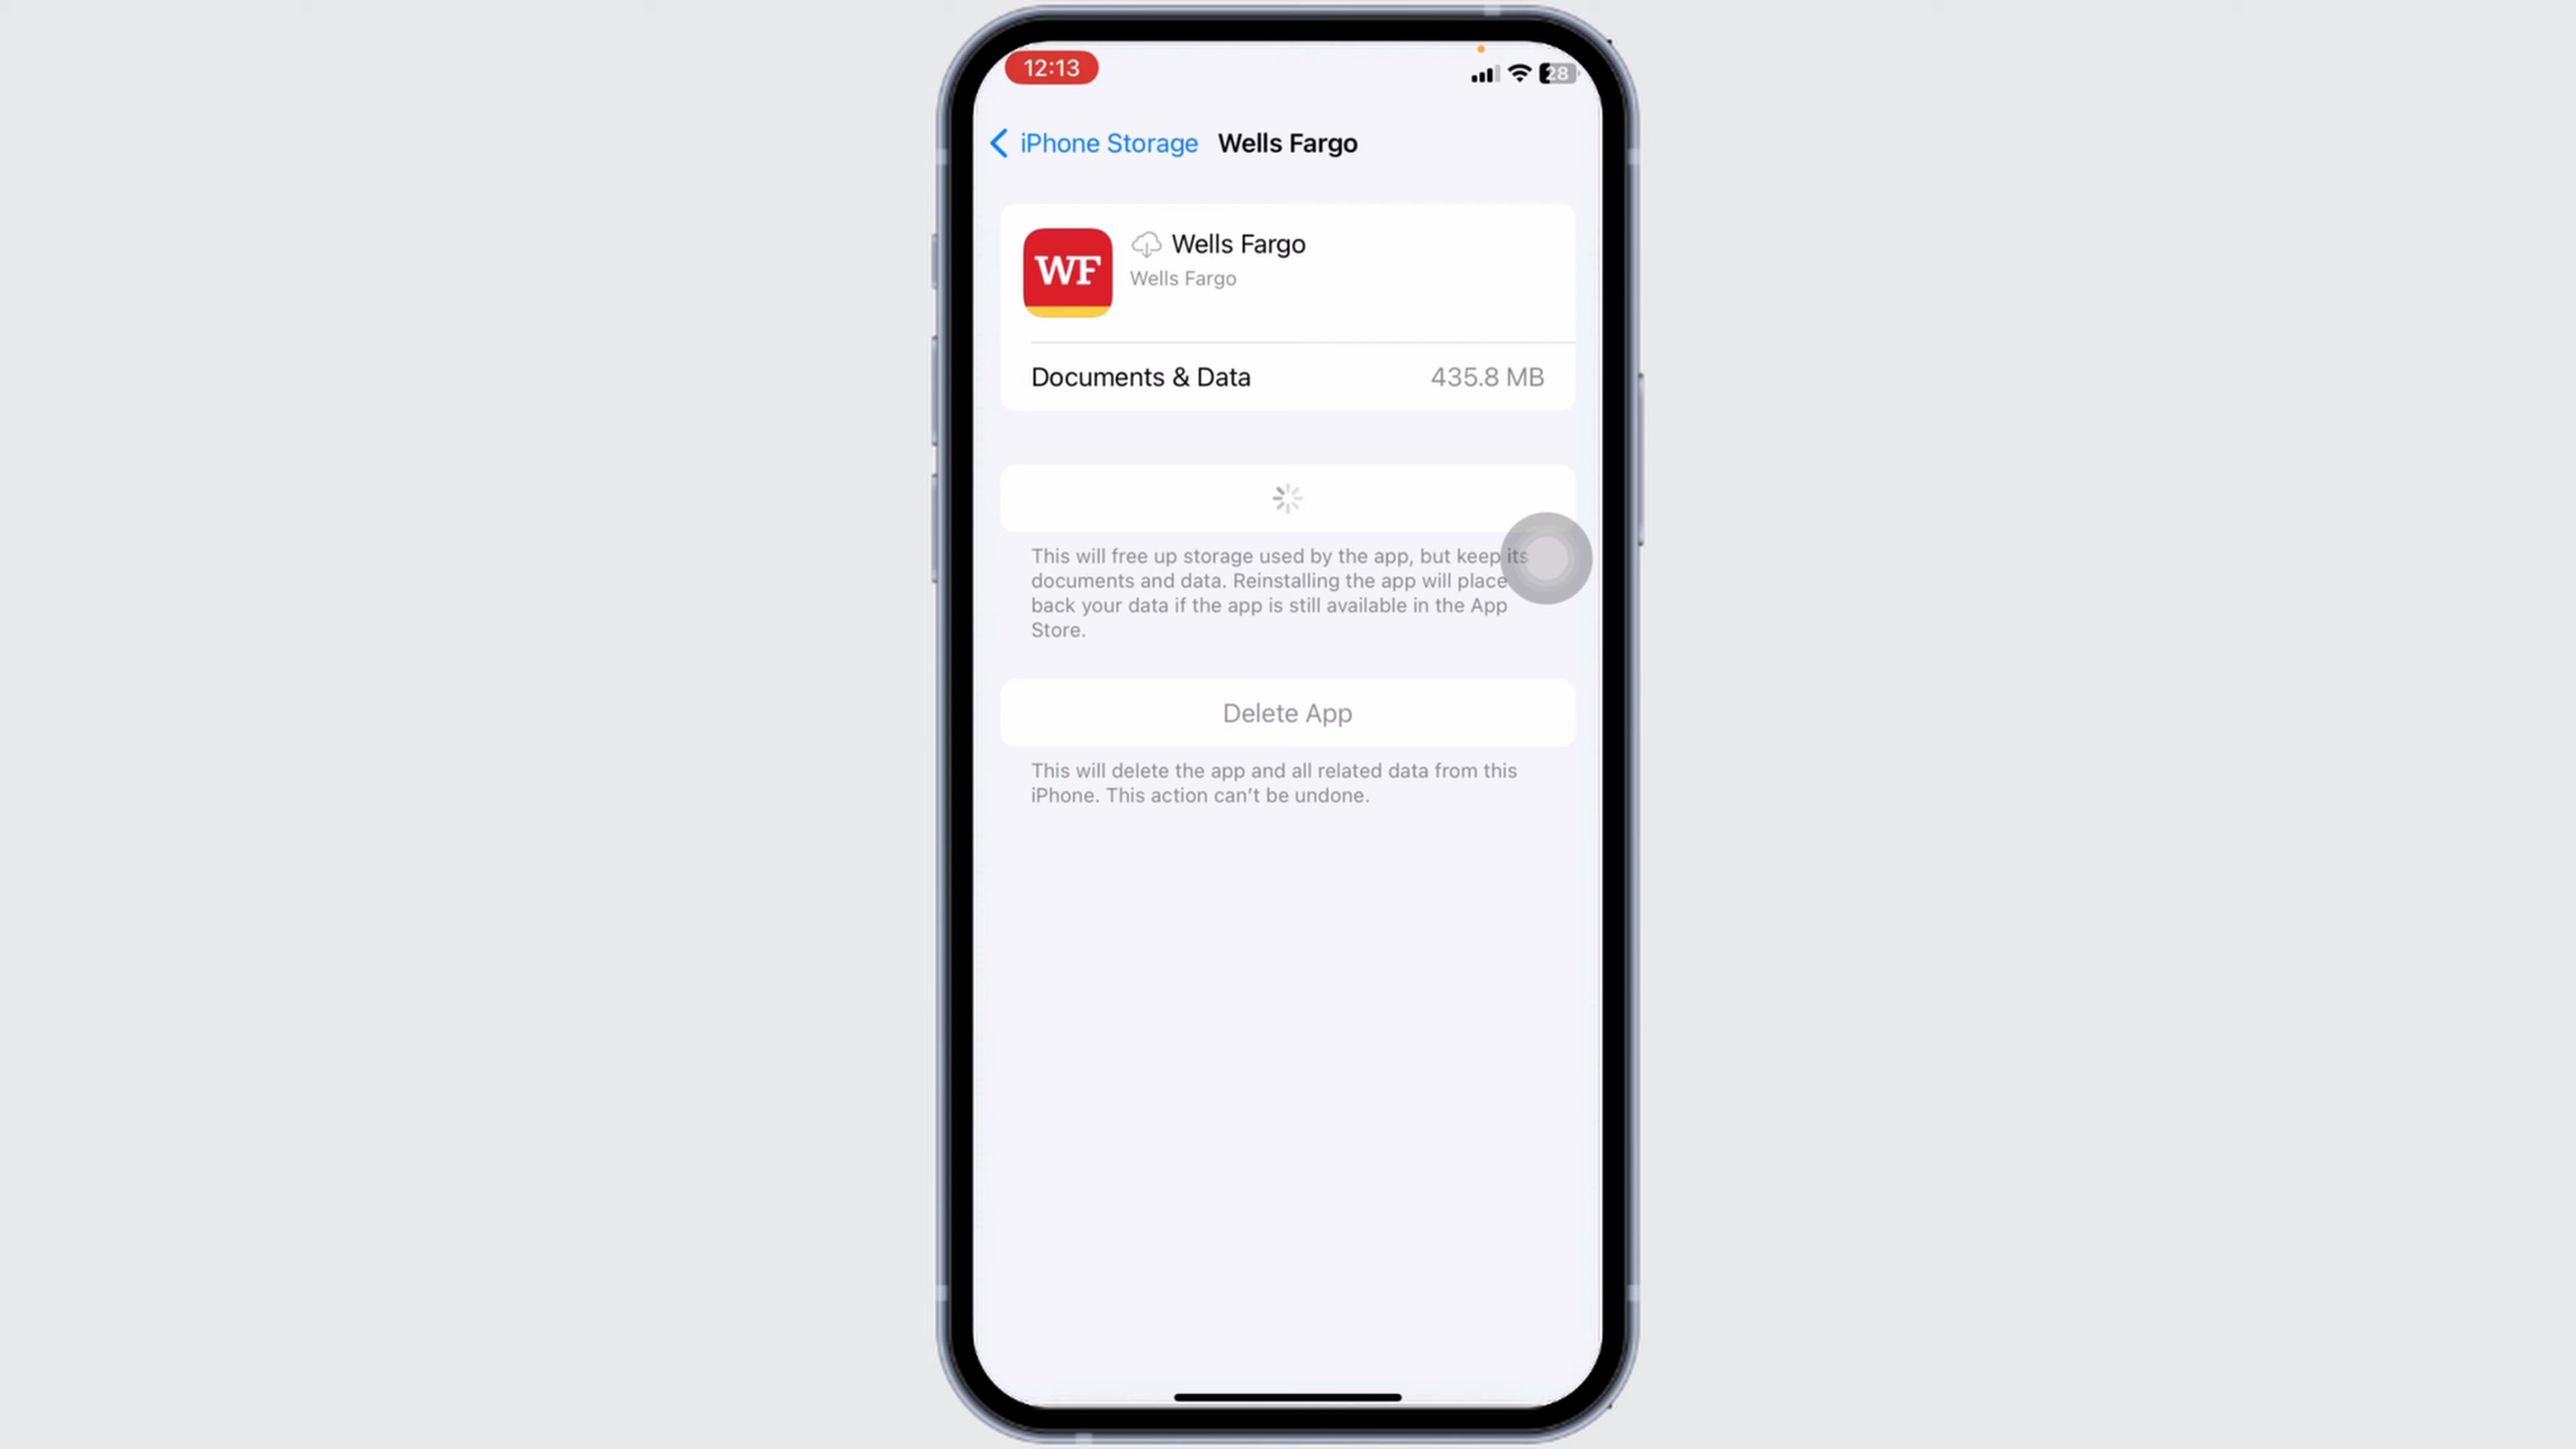 12:13
28
iPhone Storage Wells Fargo
WF
Wells Fargo
Wells Fargo
Documents & Data 435.8 MB
This will free up storage used by the app, but keep its
documents and data. Reinstalling the app will place
back your data if the app is still available in the App
Store.
Delete App
This will delete the app and all related data from this
iPhone. This action can’t be undone.